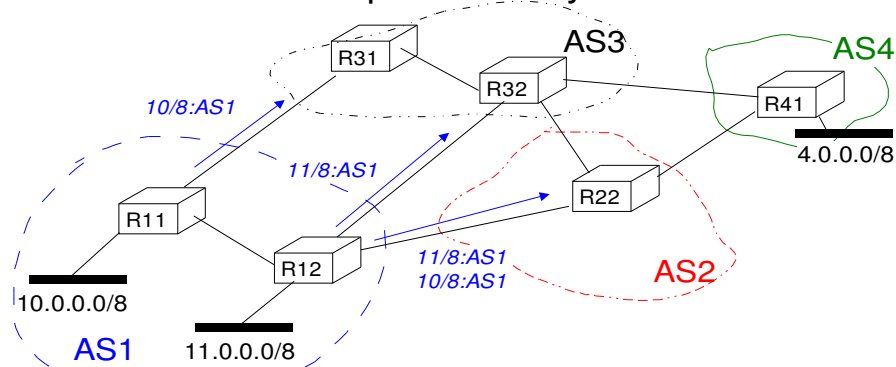 AS3
AS4
R31
R32
R41
10/8:AS1
4.0.0.0/8
11/8:AS1
R22
R11
R12
11/8:AS1
10/8:AS1
AS2
10.0.0.0/8
AS1
11.0.0.0/8